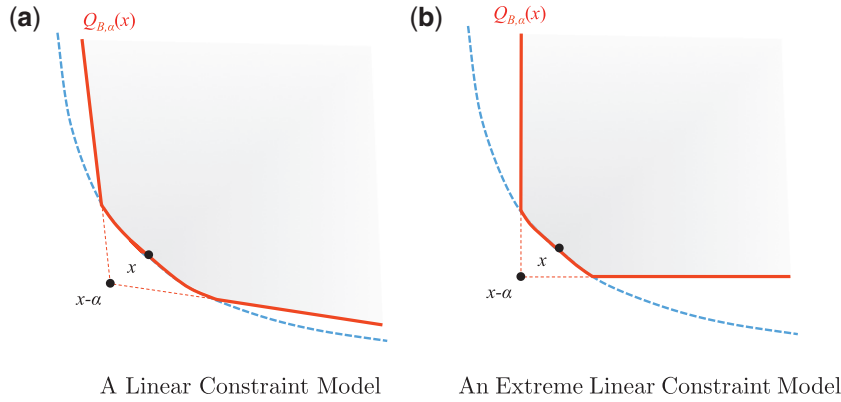 (a)
Q_{B,α}(x)
x
x-α
A Linear Constraint Model
(b)
Q_{B,α}(x)
x
x-α
An Extreme Linear Constraint Model